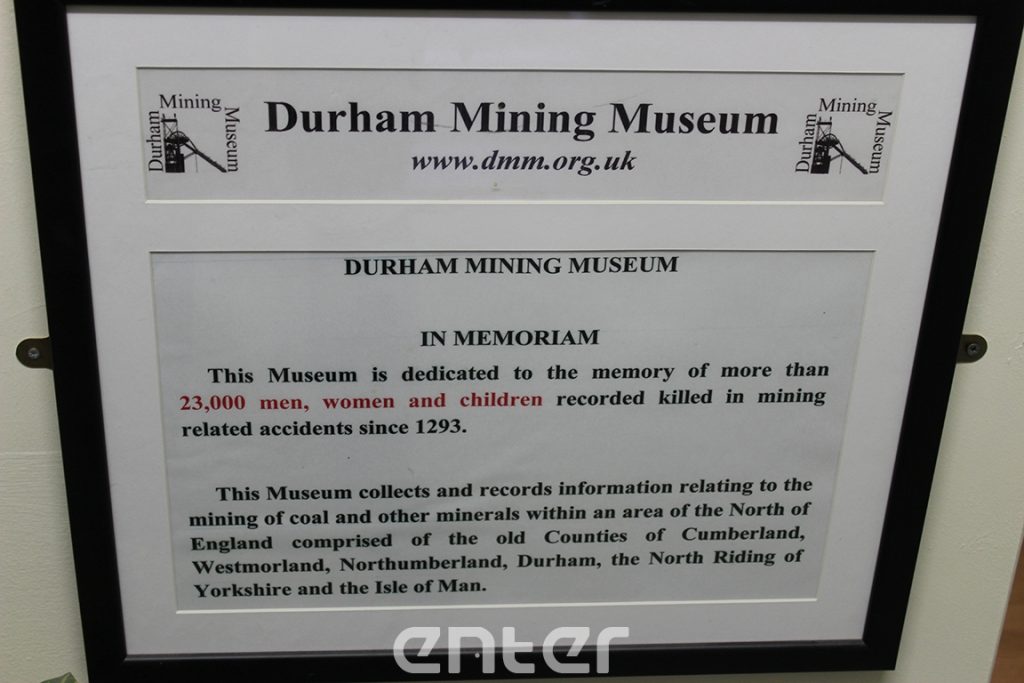 Durham Mining Museum
Durham Mining Museum
Durham Mining Museum
www.dmm.org.uk
DURHAM MINING MUSEUM
IN MEMORIAM
This Museum is dedicated to the memory of more than
23,000 men, women and children recorded killed in mining
related accidents since 1293.
This Museum collects and records information relating to the
mining of coal and other minerals within an area of the North of
England comprised of the old Counties of Cumberland,
Westmorland, Northumberland, Durham, the North Riding of
Yorkshire and the Isle of Man.
enter